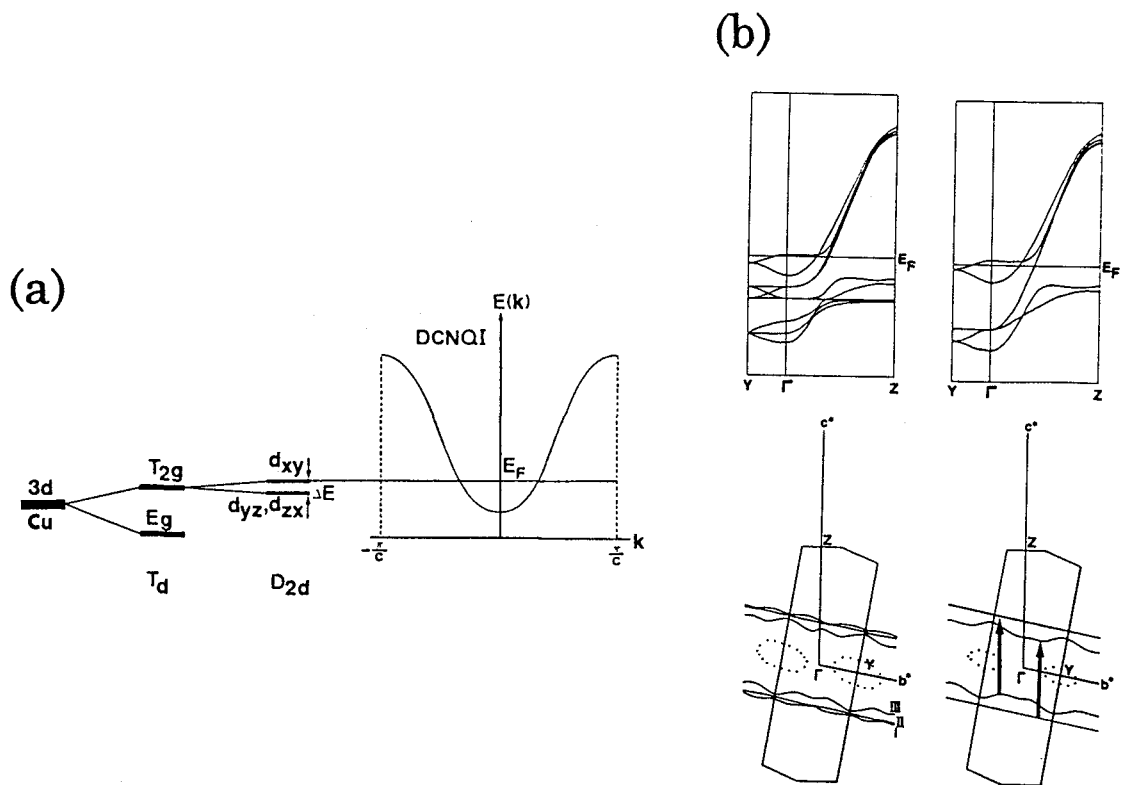 (a)
3d
Cu
T2g
Eg
Td
dxy
ΔE
dyz,dzx
D2d
DCNQI
E(k)
EF
k
(b)
EF
Y Γ Z
EF
Y Γ Z
c*
Z
Γ
Y
b*
III
II
I
c*
Z
Γ
Y
b*